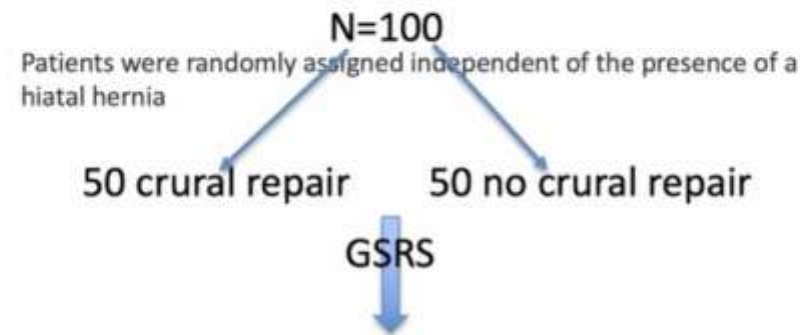 N=100
Patients were randomly assigned independent of the presence of a
hiatal hernia
50 crural repair 50 no crural repair
GSRS